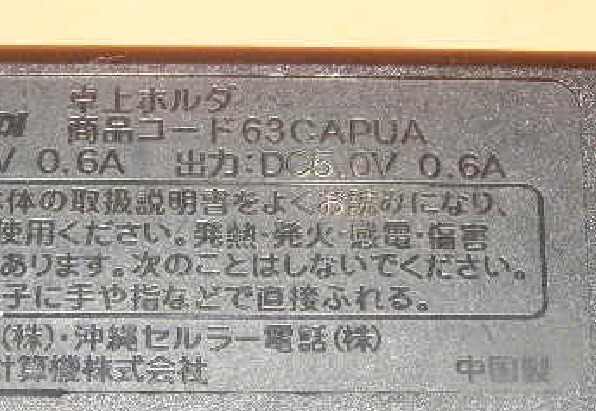 卓上ホルダ
商品コード63CAPUA
V 0.6A 出力:DC5.0V 0.6A
体の取扱説明書をよくお読みになり、
使用ください。発熱・発火・感電・傷害
あります。次のことはしないでください。
子に手や指などで直接ふれる。
(株)・沖縄セルラー電話(株)
計算機株式会社
中国製